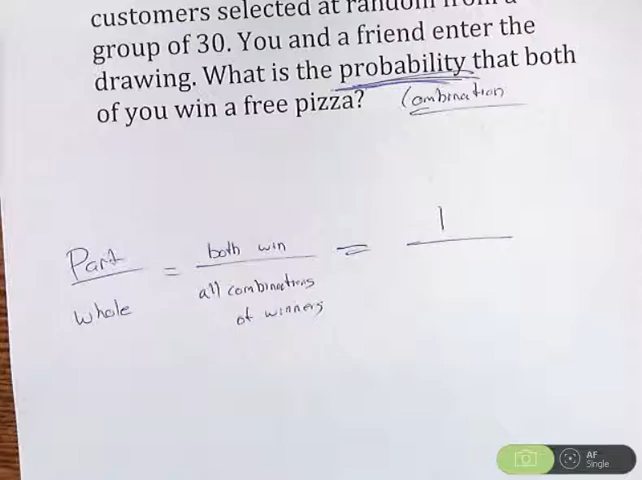 customers selected at random from a
group of 30. You and a friend enter the
drawing. What is the probability that both
of you win a free pizza? Combination
Part / whole = both win / all combinations of winners = 1
AF
Single